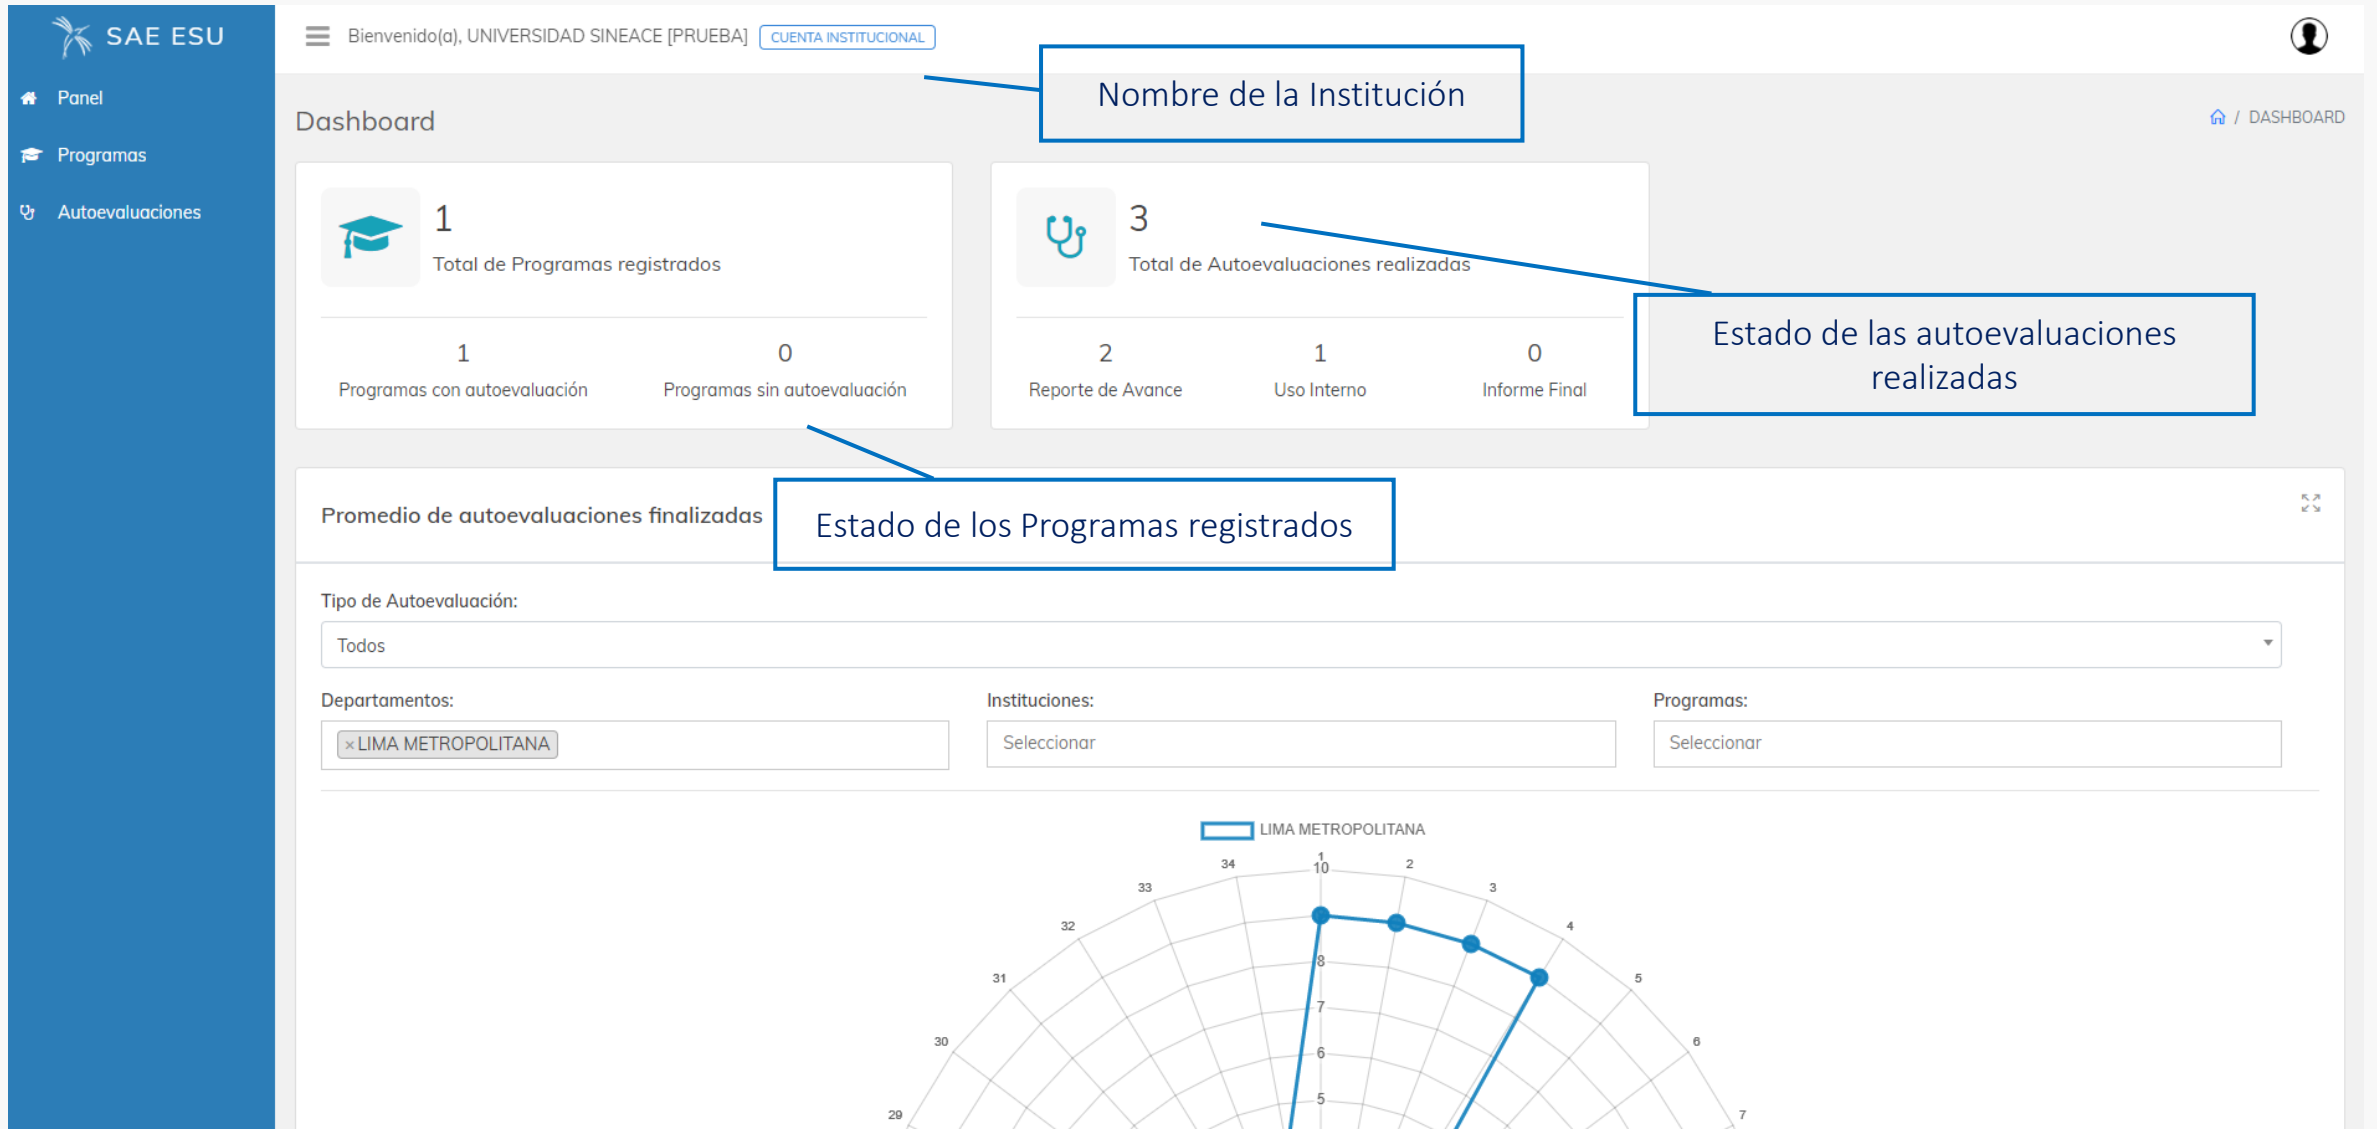 SAE ESU
Bienvenido(a), UNIVERSIDAD SINEACE [PRUEBA] CUENTA INSTITUCIONAL
Panel
Programas
Autoevaluaciones
Nombre de la Institución
Dashboard
/ DASHBOARD
1
Total de Programas registrados
1
Programas con autoevaluación
0
Programas sin autoevaluación
3
Total de Autoevaluaciones realizadas
2
Reporte de Avance
1
Uso Interno
0
Informe Final
Estado de las autoevaluaciones
realizadas
Promedio de autoevaluaciones finalizadas
Estado de los Programas registrados
Tipo de Autoevaluación:
Todos
Departamentos:
× LIMA METROPOLITANA
Instituciones:
Seleccionar
Programas:
Seleccionar
LIMA METROPOLITANA
1
2
3
4
5
6
7
29
30
31
32
33
34
10
8
7
6
5